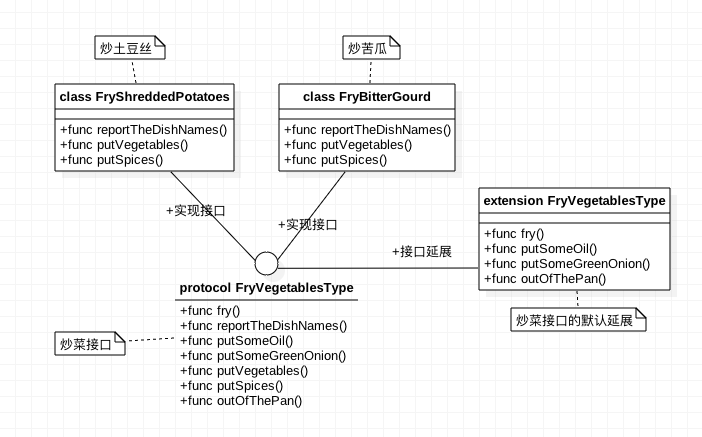 炒土豆丝
炒苦瓜
class FryShreddedPotatoes
+func reportTheDishNames()
+func putVegetables()
+func putSpices()
class FryBitterGourd
+func reportTheDishNames()
+func putVegetables()
+func putSpices()
+实现接口
+实现接口
+接口延展
extension FryVegetablesType
+func fry()
+func putSomeOil()
+func putSomeGreenOnion()
+func outOfThePan()
炒菜接口的默认延展
protocol FryVegetablesType
+func fry()
+func reportTheDishNames()
+func putSomeOil()
+func putSomeGreenOnion()
+func putVegetables()
+func putSpices()
+func outOfThePan()
炒菜接口